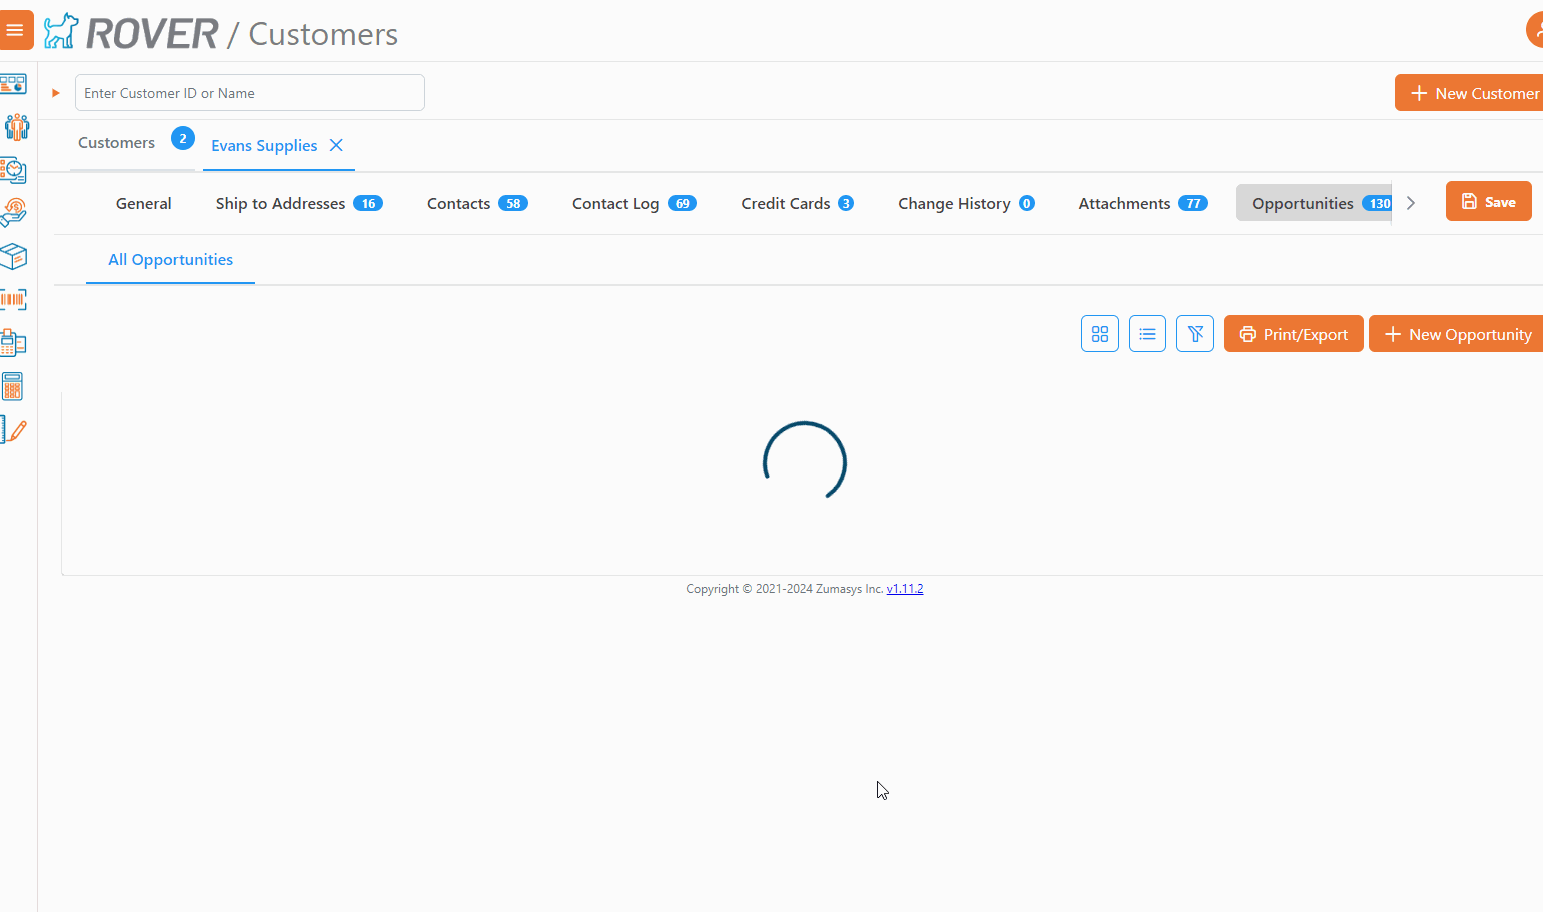 ROVER / Customers
Enter Customer ID or Name
New Customer
Customers 2 Evans Supplies
General Ship to Addresses 16 Contacts 58 Contact Log 69 Credit Cards 3 Change History 0 Attachments 77 Opportunities 130 Save
All Opportunities
Print/Export New Opportunity
Copyright © 2021-2024 Zumasys Inc. v1.11.2